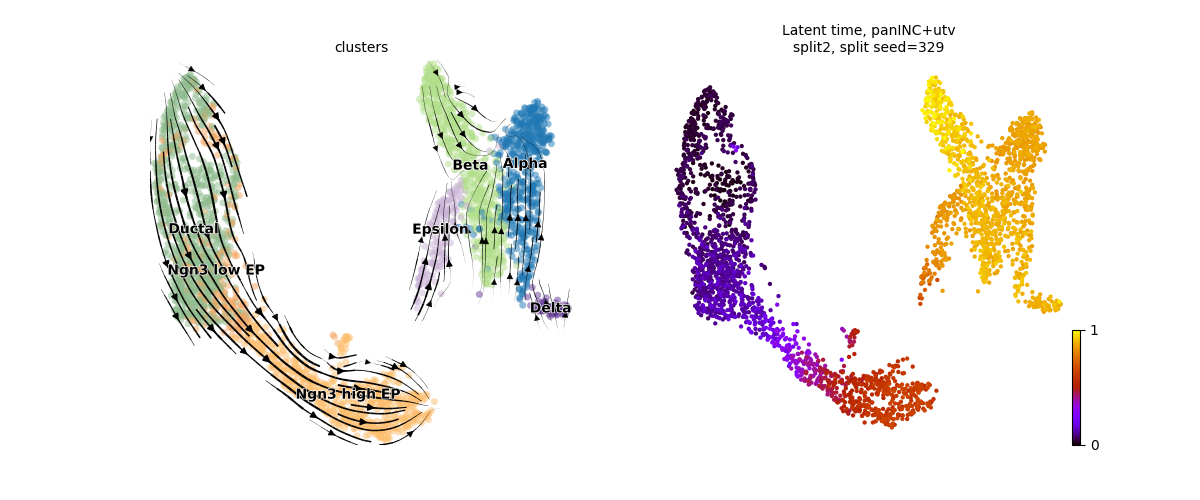 clusters
Beta
Alpha
Ductal
Epsilon
Ngn3 low EP
Delta
Ngn3 high EP
Latent time, panINC+utv
split2, split seed=329
1
0